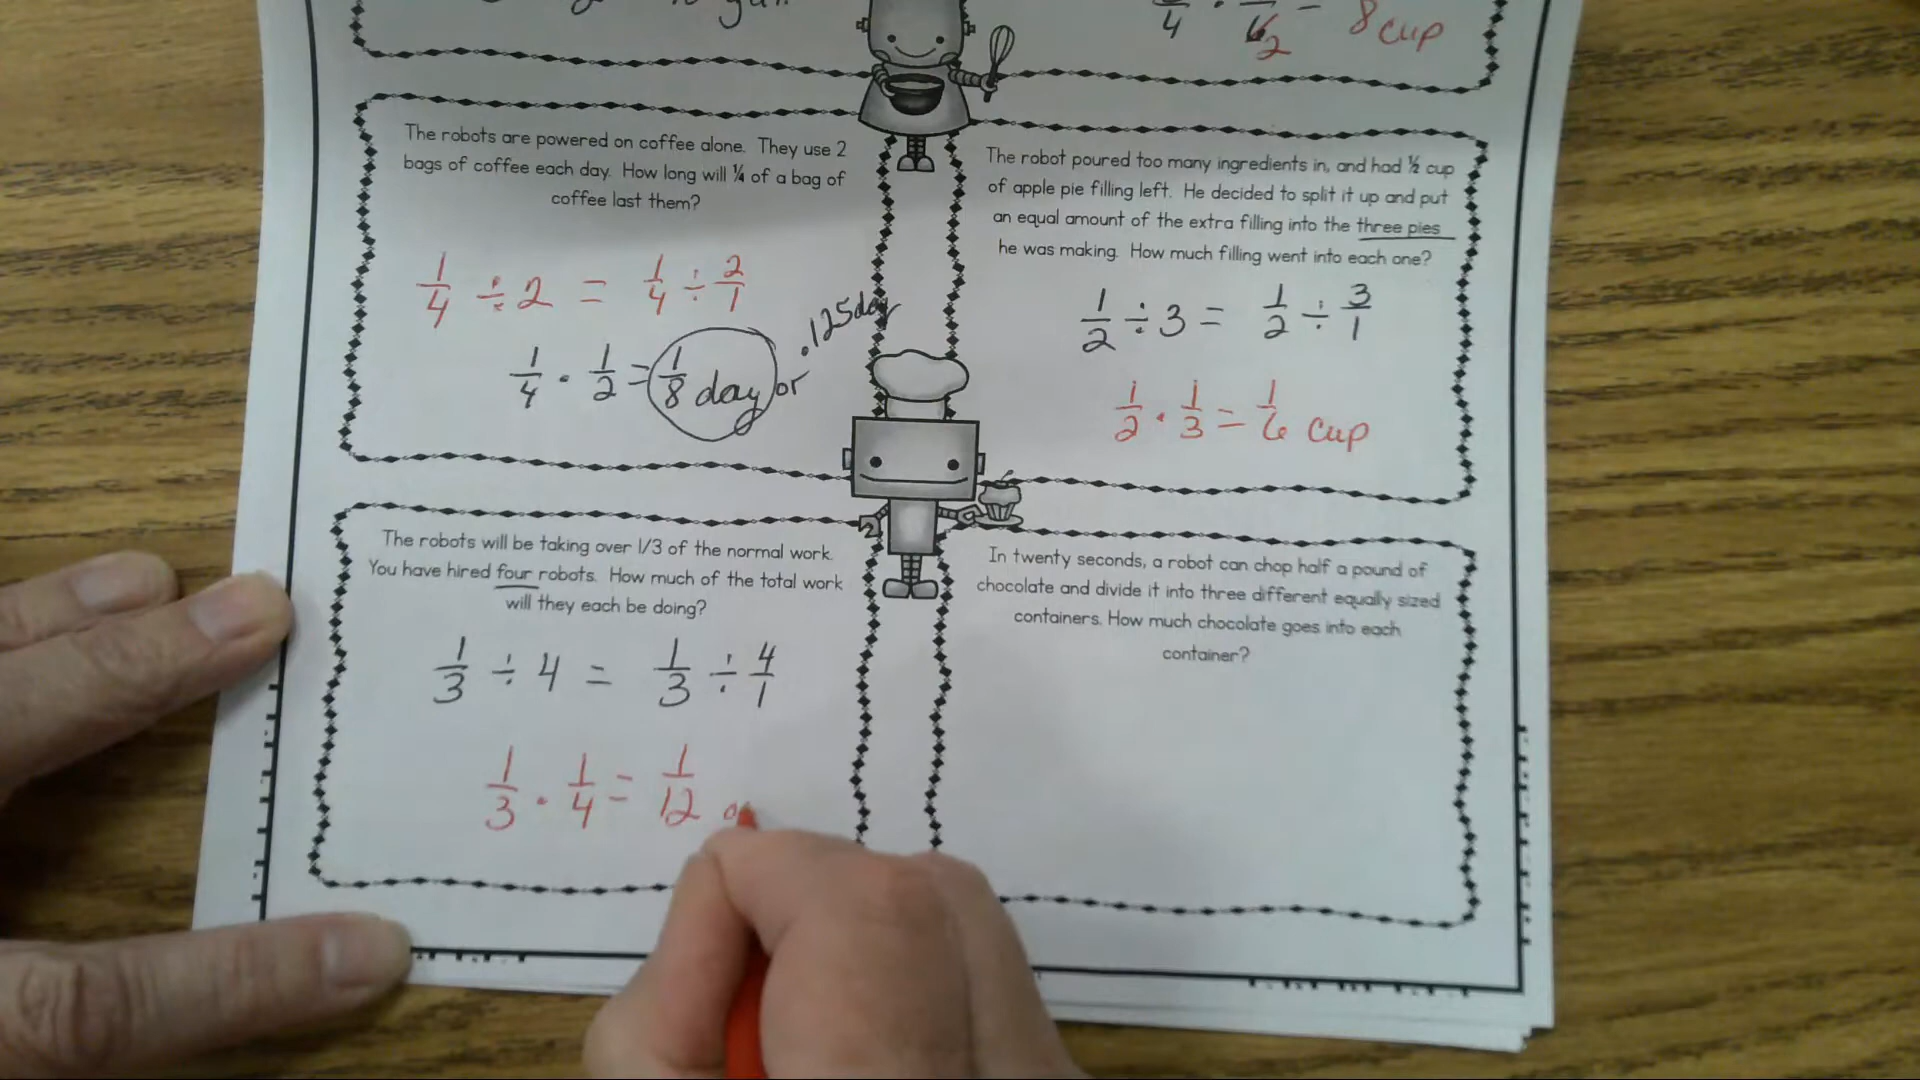 4 · 62 = 8 cup
The robots are powered on coffee alone. They use 2
bags of coffee each day. How long will ¼ of a bag of
coffee last them?
1/4 ÷ 2 = 1/4 ÷ 2/1
1/4 · 1/2 = 1/8 day or .125 day
The robot poured too many ingredients in, and had ½ cup
of apple pie filling left. He decided to split it up and put
an equal amount of the extra filling into the three pies
he was making. How much filling went into each one?
1/2 ÷ 3 = 1/2 ÷ 3/1
1/2 · 1/3 = 1/6 cup
The robots will be taking over 1/3 of the normal work.
You have hired four robots. How much of the total work
will they each be doing?
1/3 ÷ 4 = 1/3 ÷ 4/1
1/3 · 1/4 = 1/12
In twenty seconds, a robot can chop half a pound of
chocolate and divide it into three different equally sized
containers. How much chocolate goes into each
container?